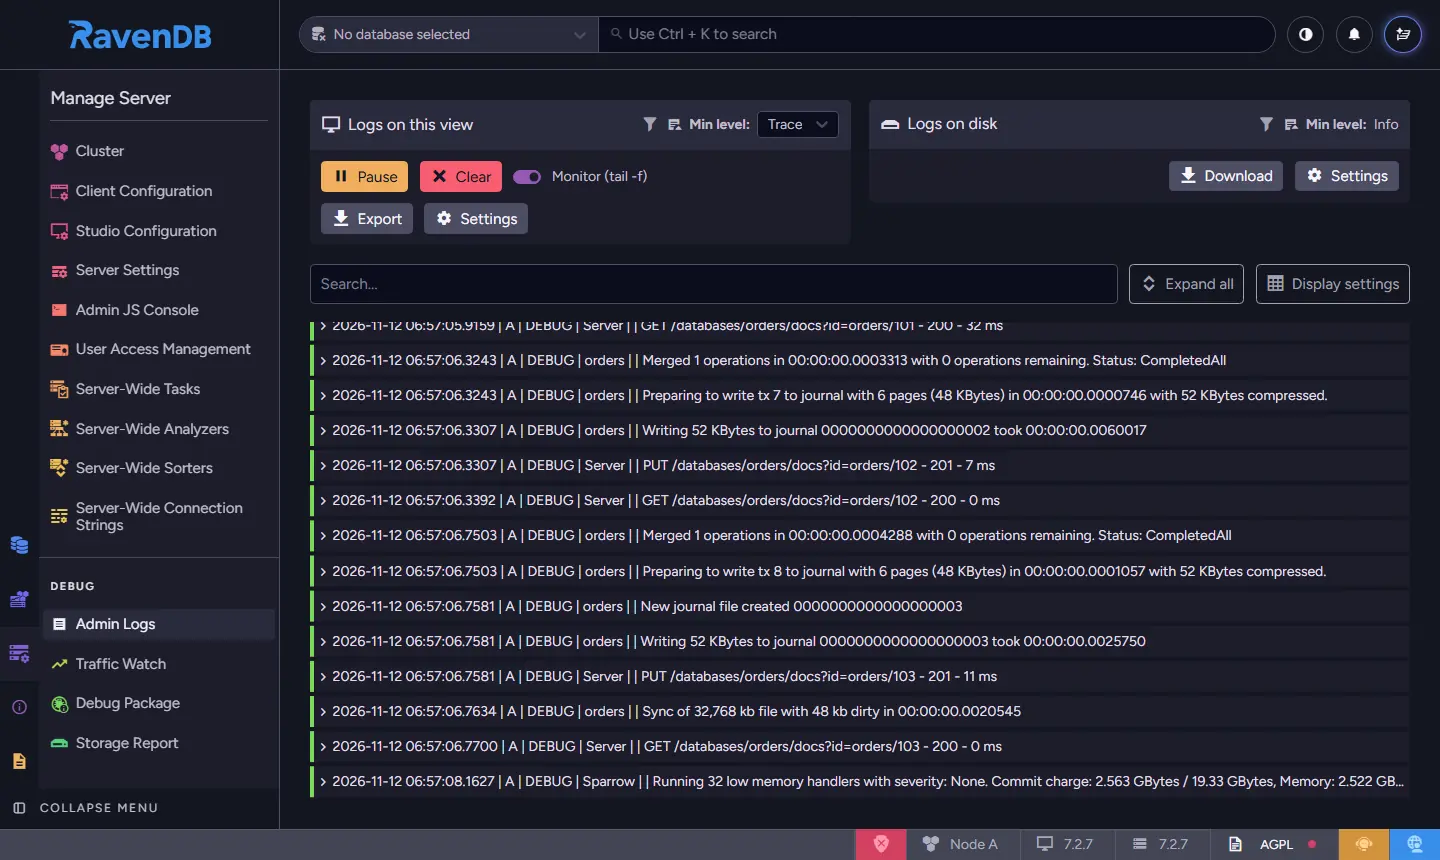 RavenDB
No database selected
Use Ctrl + K to search
Manage Server
Cluster
Client Configuration
Studio Configuration
Server Settings
Admin JS Console
User Access Management
Server-Wide Tasks
Server-Wide Analyzers
Server-Wide Sorters
Server-Wide Connection
Strings
DEBUG
Admin Logs
Traffic Watch
Debug Package
Storage Report
COLLAPSE MENU
Logs on this view
Min level: Trace
Pause
Clear
Monitor (tail -f)
Export
Settings
Logs on disk
Min level: Info
Download
Settings
Search...
Expand all
Display settings
2026-11-12 06:57:05.9159 | A | DEBUG | Server | | GET /databases/orders/docs?id=orders/101 - 200 - 32 ms
2026-11-12 06:57:06.3243 | A | DEBUG | orders | | Merged 1 operations in 00:00:00.0003313 with 0 operations remaining. Status: CompletedAll
2026-11-12 06:57:06.3243 | A | DEBUG | orders | | Preparing to write tx 7 to journal with 6 pages (48 KBytes) in 00:00:00.0000746 with 52 KBytes compressed.
2026-11-12 06:57:06.3307 | A | DEBUG | orders | | Writing 52 KBytes to journal 0000000000000000002 took 00:00:00.0060017
2026-11-12 06:57:06.3307 | A | DEBUG | Server | | PUT /databases/orders/docs?id=orders/102 - 201 - 7 ms
2026-11-12 06:57:06.3392 | A | DEBUG | Server | | GET /databases/orders/docs?id=orders/102 - 200 - 0 ms
2026-11-12 06:57:06.7503 | A | DEBUG | orders | | Merged 1 operations in 00:00:00.0004288 with 0 operations remaining. Status: CompletedAll
2026-11-12 06:57:06.7503 | A | DEBUG | orders | | Preparing to write tx 8 to journal with 6 pages (48 KBytes) in 00:00:00.0001057 with 52 KBytes compressed.
2026-11-12 06:57:06.7581 | A | DEBUG | orders | | New journal file created 0000000000000000003
2026-11-12 06:57:06.7581 | A | DEBUG | orders | | Writing 52 KBytes to journal 0000000000000000003 took 00:00:00.0025750
2026-11-12 06:57:06.7581 | A | DEBUG | Server | | PUT /databases/orders/docs?id=orders/103 - 201 - 11 ms
2026-11-12 06:57:06.7634 | A | DEBUG | orders | | Sync of 32,768 kb file with 48 kb dirty in 00:00:00.0020545
2026-11-12 06:57:06.7700 | A | DEBUG | Server | | GET /databases/orders/docs?id=orders/103 - 200 - 0 ms
2026-11-12 06:57:08.1627 | A | DEBUG | Sparrow | | Running 32 low memory handlers with severity: None. Commit charge: 2.563 GBytes / 19.33 GBytes, Memory: 2.522 GB...
Node A
7.2.7
7.2.7
AGPL